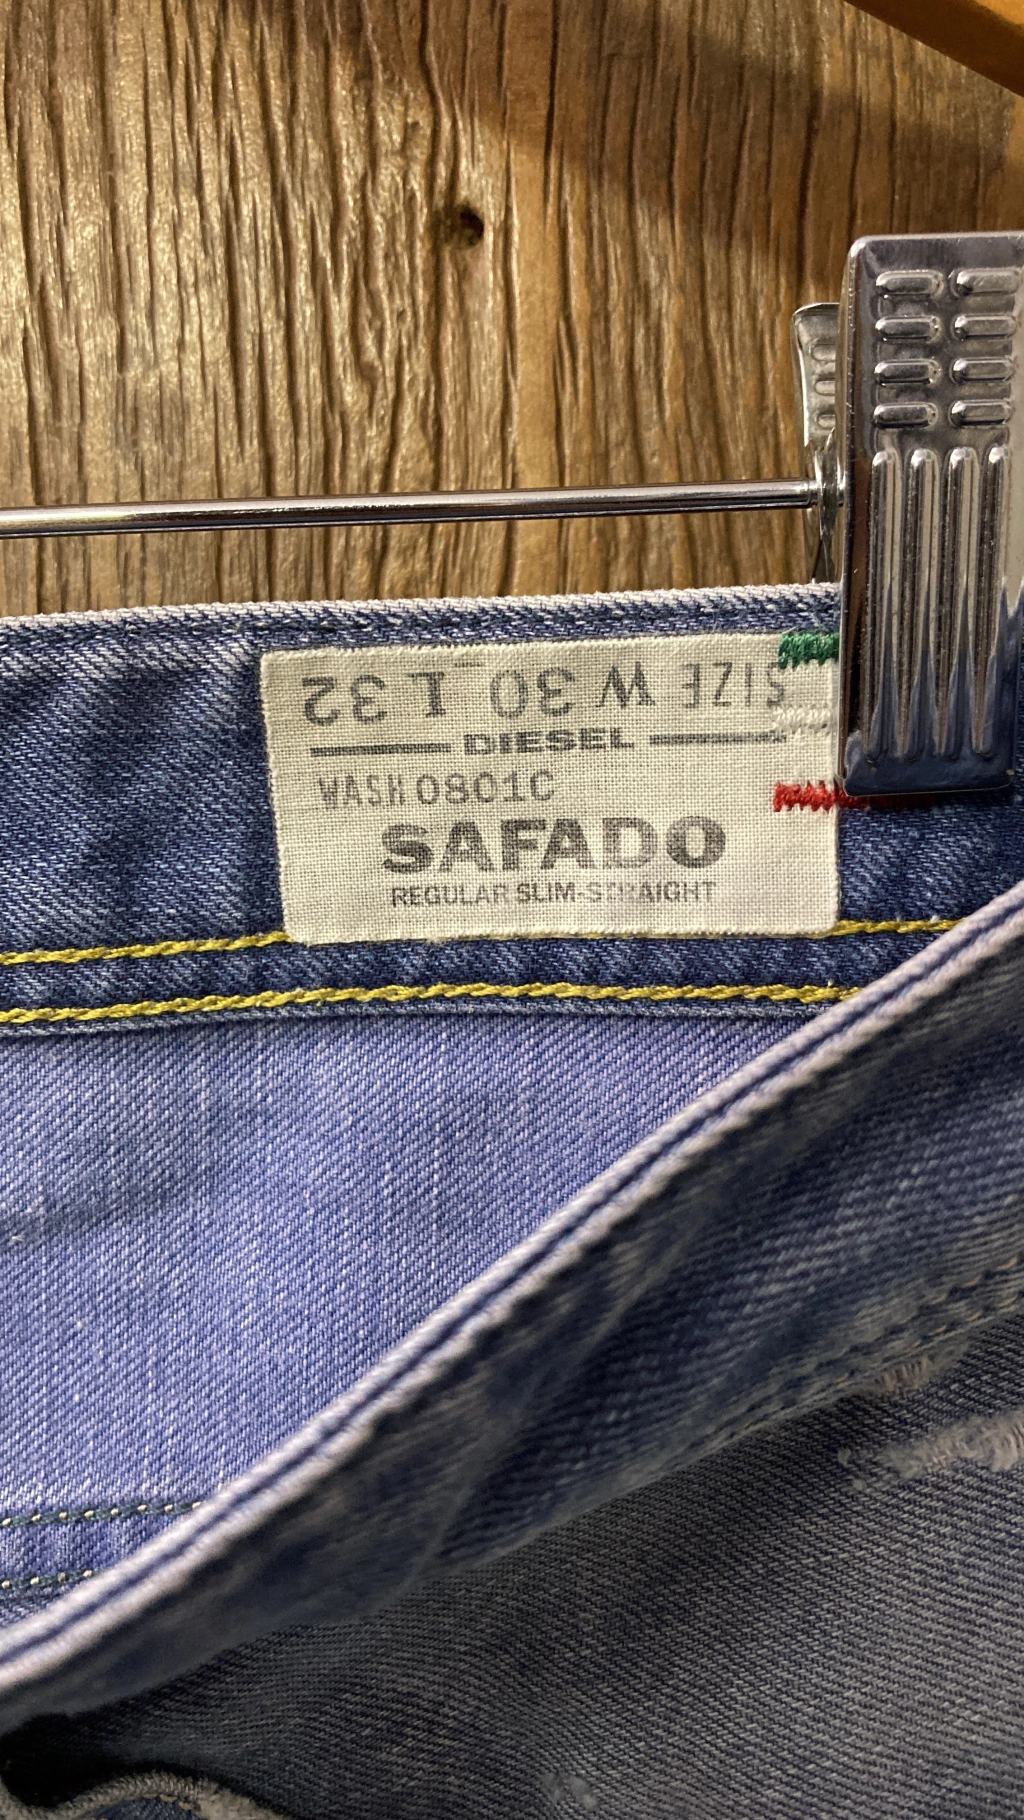 SIZE W 30 L 32
DIESEL
WASH 0801C
SAFADO
REGULAR SLIM-STRAIGHT